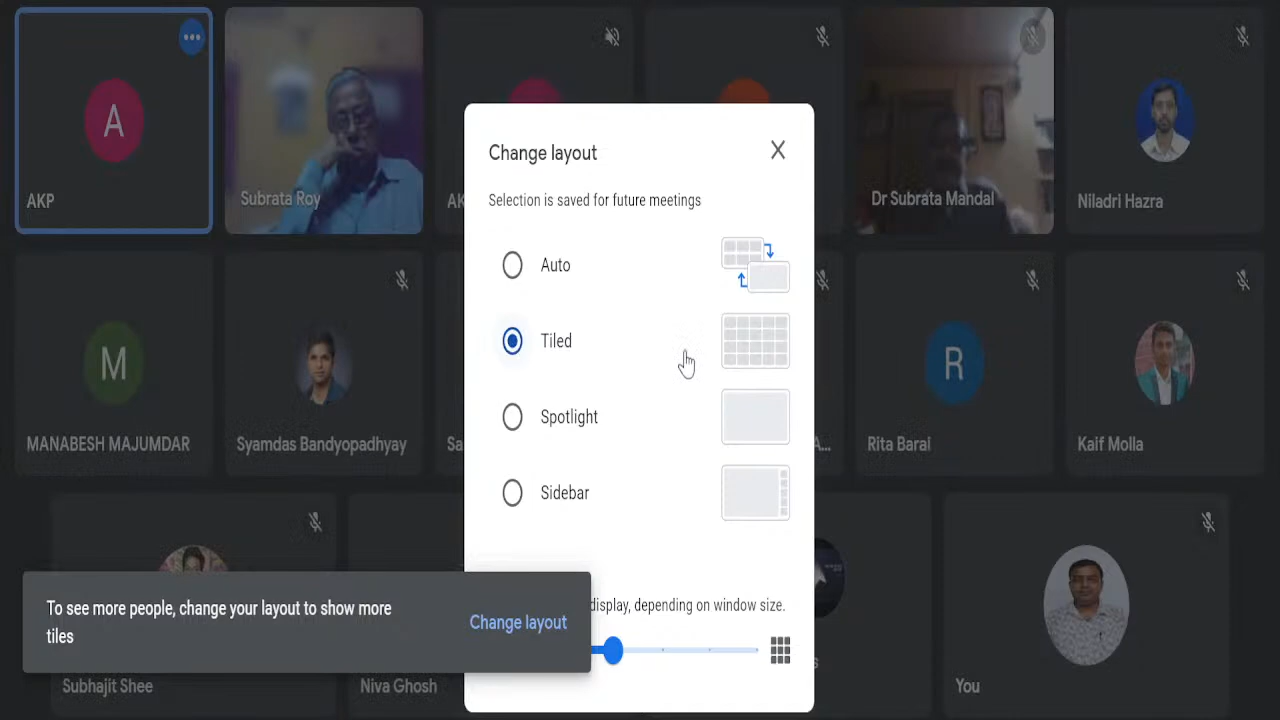 A
AKP
Subrata Roy
AK
Dr Subrata Mandal
Niladri Hazra
Change layout
Selection is saved for future meetings
Auto
Tiled
Spotlight
Sidebar
M
MANABESH MAJUMDAR
Syamdas Bandyopadhyay
Sa
A...
R
Rita Barai
Kaif Molla
To see more people, change your layout to show more
tiles
Change layout
display, depending on window size.
Subhajit Shee
Niva Ghosh
s
You